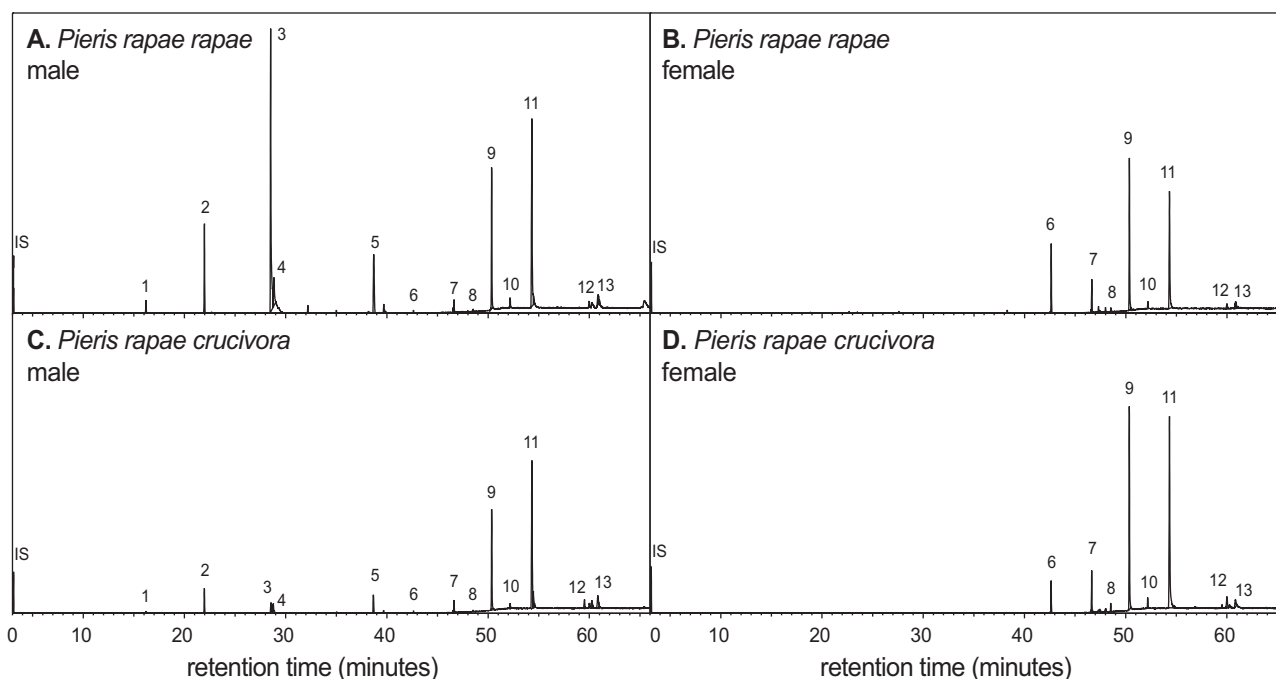 A. Pieris rapae rapae
male
IS
1
2
3
4
5
6
7
8
9
10
11
12 13
B. Pieris rapae rapae
female
IS
6
7
8
9
10
11
12 13
C. Pieris rapae crucivora
male
IS
1
2
3
4
5
6
7
8
9
10
11
12 13
0 10 20 30 40 50 60
retention time (minutes)
D. Pieris rapae crucivora
female
IS
6
7
8
9
10
11
12
13
0 10 20 30 40 50 60
retention time (minutes)